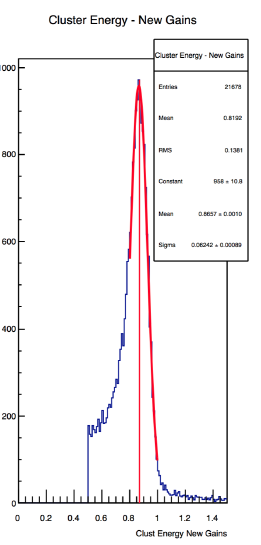 Cluster Energy - New Gains
Cluster Energy - New Gains
Entries 21678
Mean 0.8192
RMS 0.1381
Constant 958 ± 10.8
Mean 0.8657 ± 0.0010
Sigma 0.06242 ± 0.00089
1000
800
600
400
200
0
0 0.2 0.4 0.6 0.8 1 1.2 1.4
Clust Energy New Gains